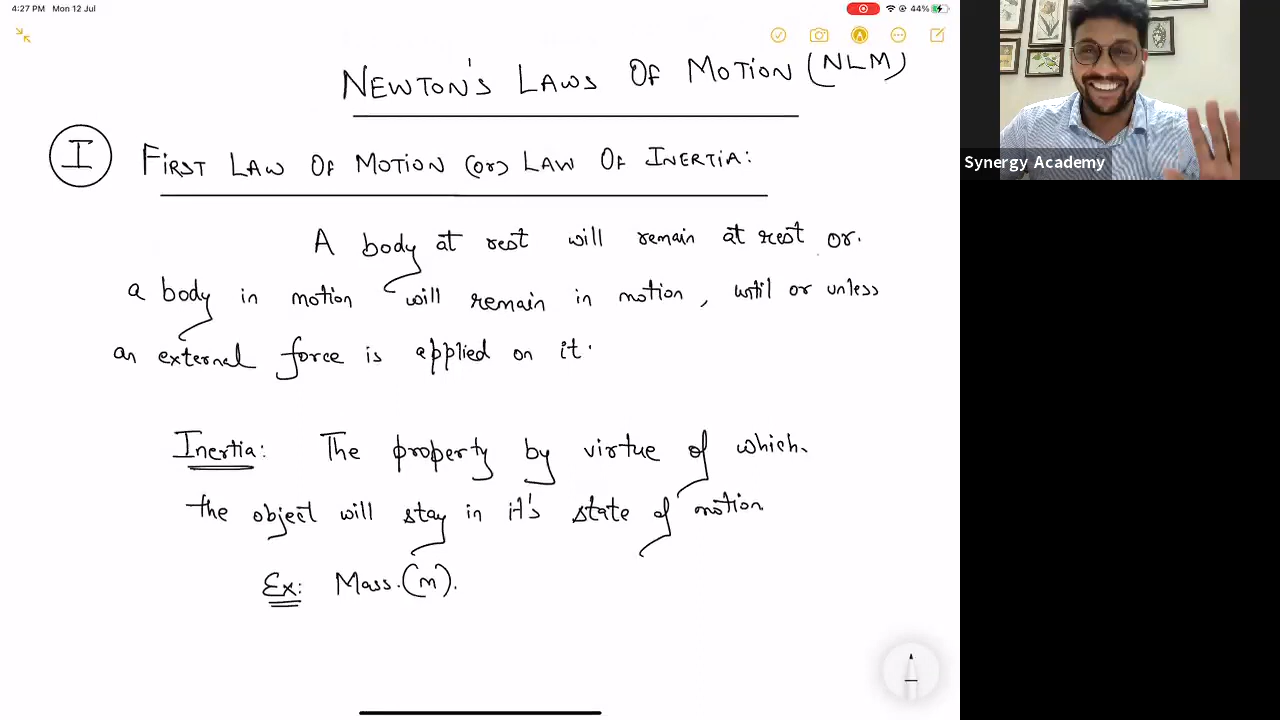 4:27 PM Mon 12 Jul
44%
NEWTON'S LAWS OF MOTION (NLM)
Synergy Academy
I FIRST LAW OF MOTION (or) LAW OF INERTIA:
A body at rest will remain at rest or.
a body in motion will remain in motion, until or unless
an external force is applied on it.
Inertia: The property by virtue of which.
the object will stay in it's state of motion
Ex: Mass.(m).